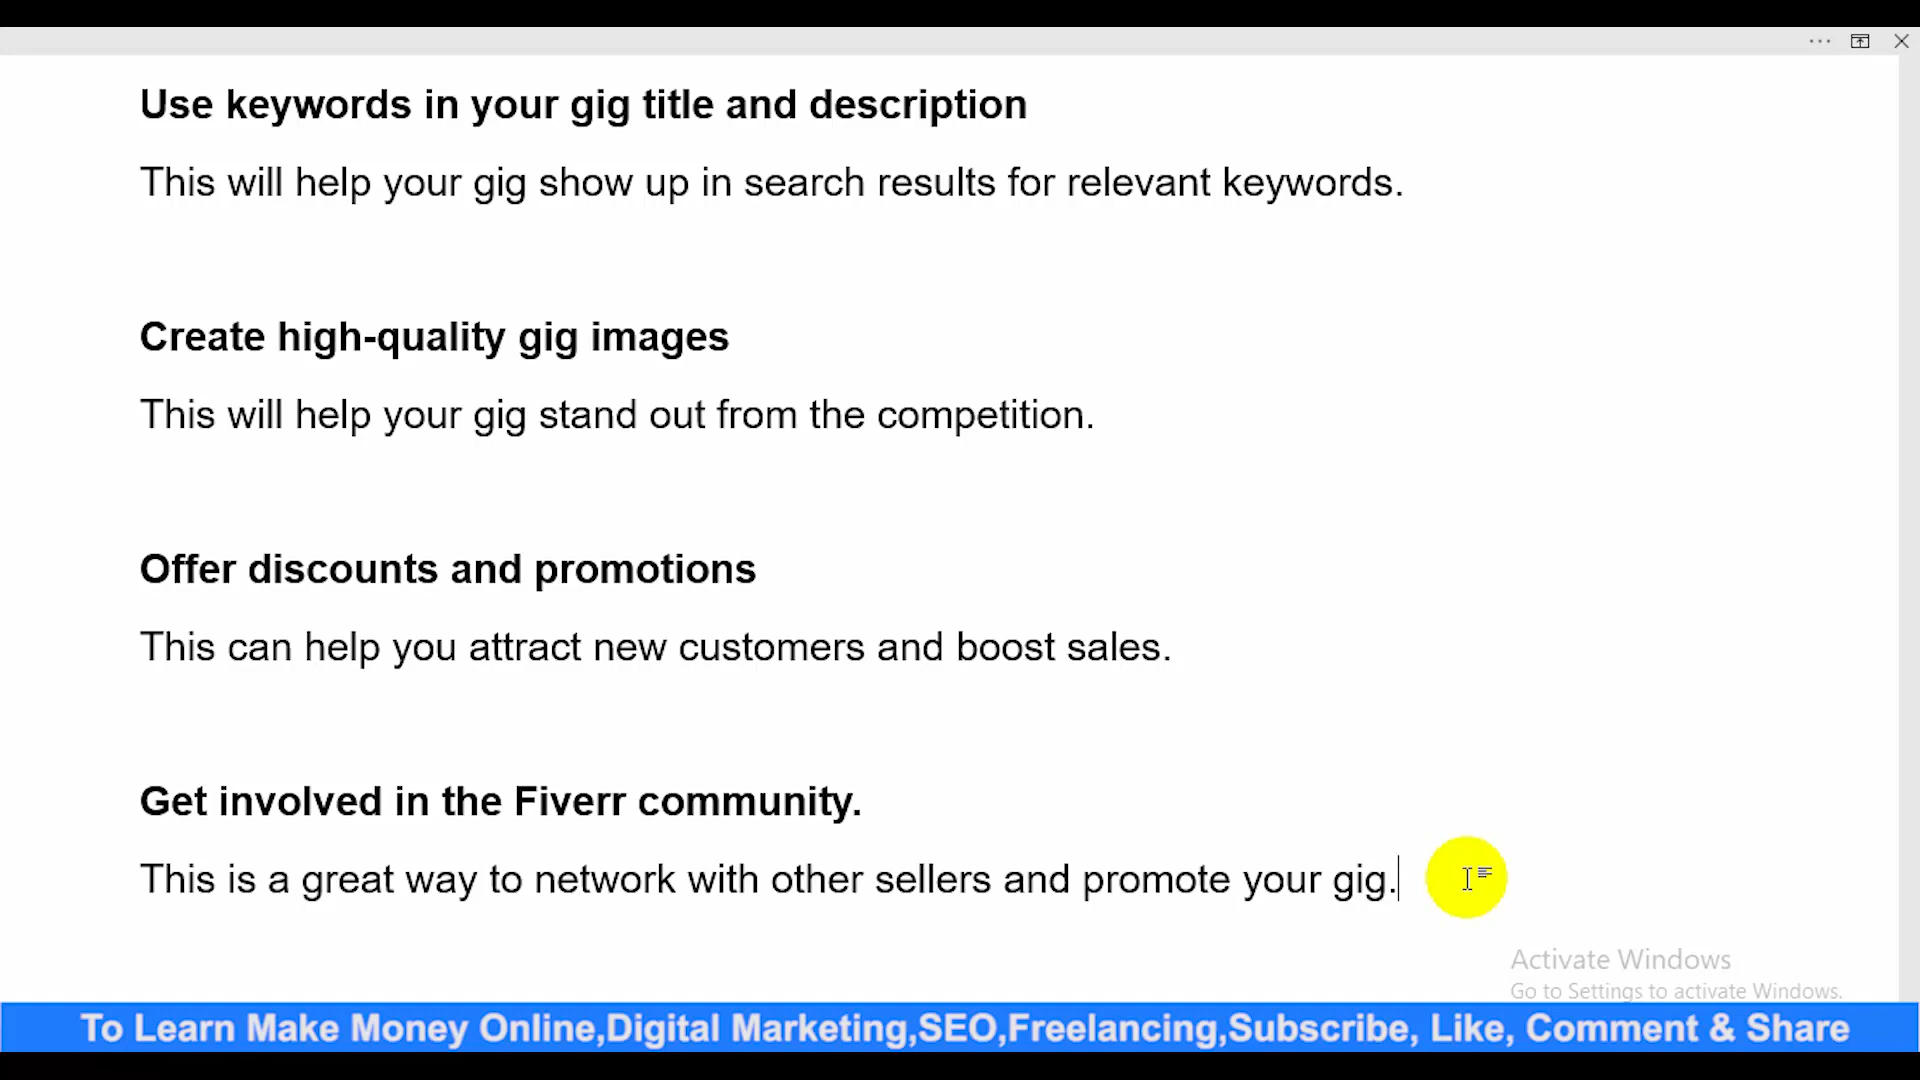 Use keywords in your gig title and description
This will help your gig show up in search results for relevant keywords.
Create high-quality gig images
This will help your gig stand out from the competition.
Offer discounts and promotions
This can help you attract new customers and boost sales.
Get involved in the Fiverr community.
This is a great way to network with other sellers and promote your gig.
Activate Windows
Go to Settings to activate Windows.
To Learn Make Money Online,Digital Marketing,SEO,Freelancing,Subscribe, Like, Comment & Share